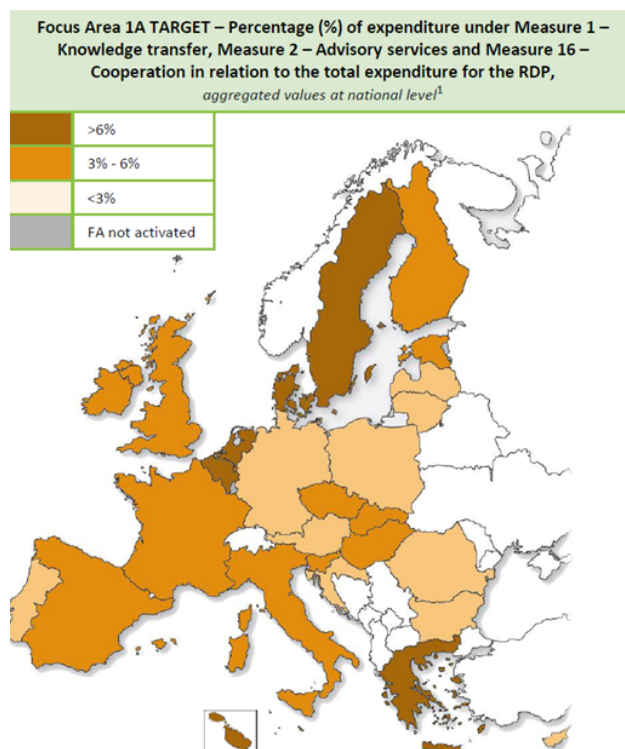 Focus Area 1A TARGET – Percentage (%) of expenditure under Measure 1 –
Knowledge transfer, Measure 2 – Advisory services and Measure 16 –
Cooperation in relation to the total expenditure for the RDP,
aggregated values at national level¹
>6%
3% - 6%
<3%
FA not activated